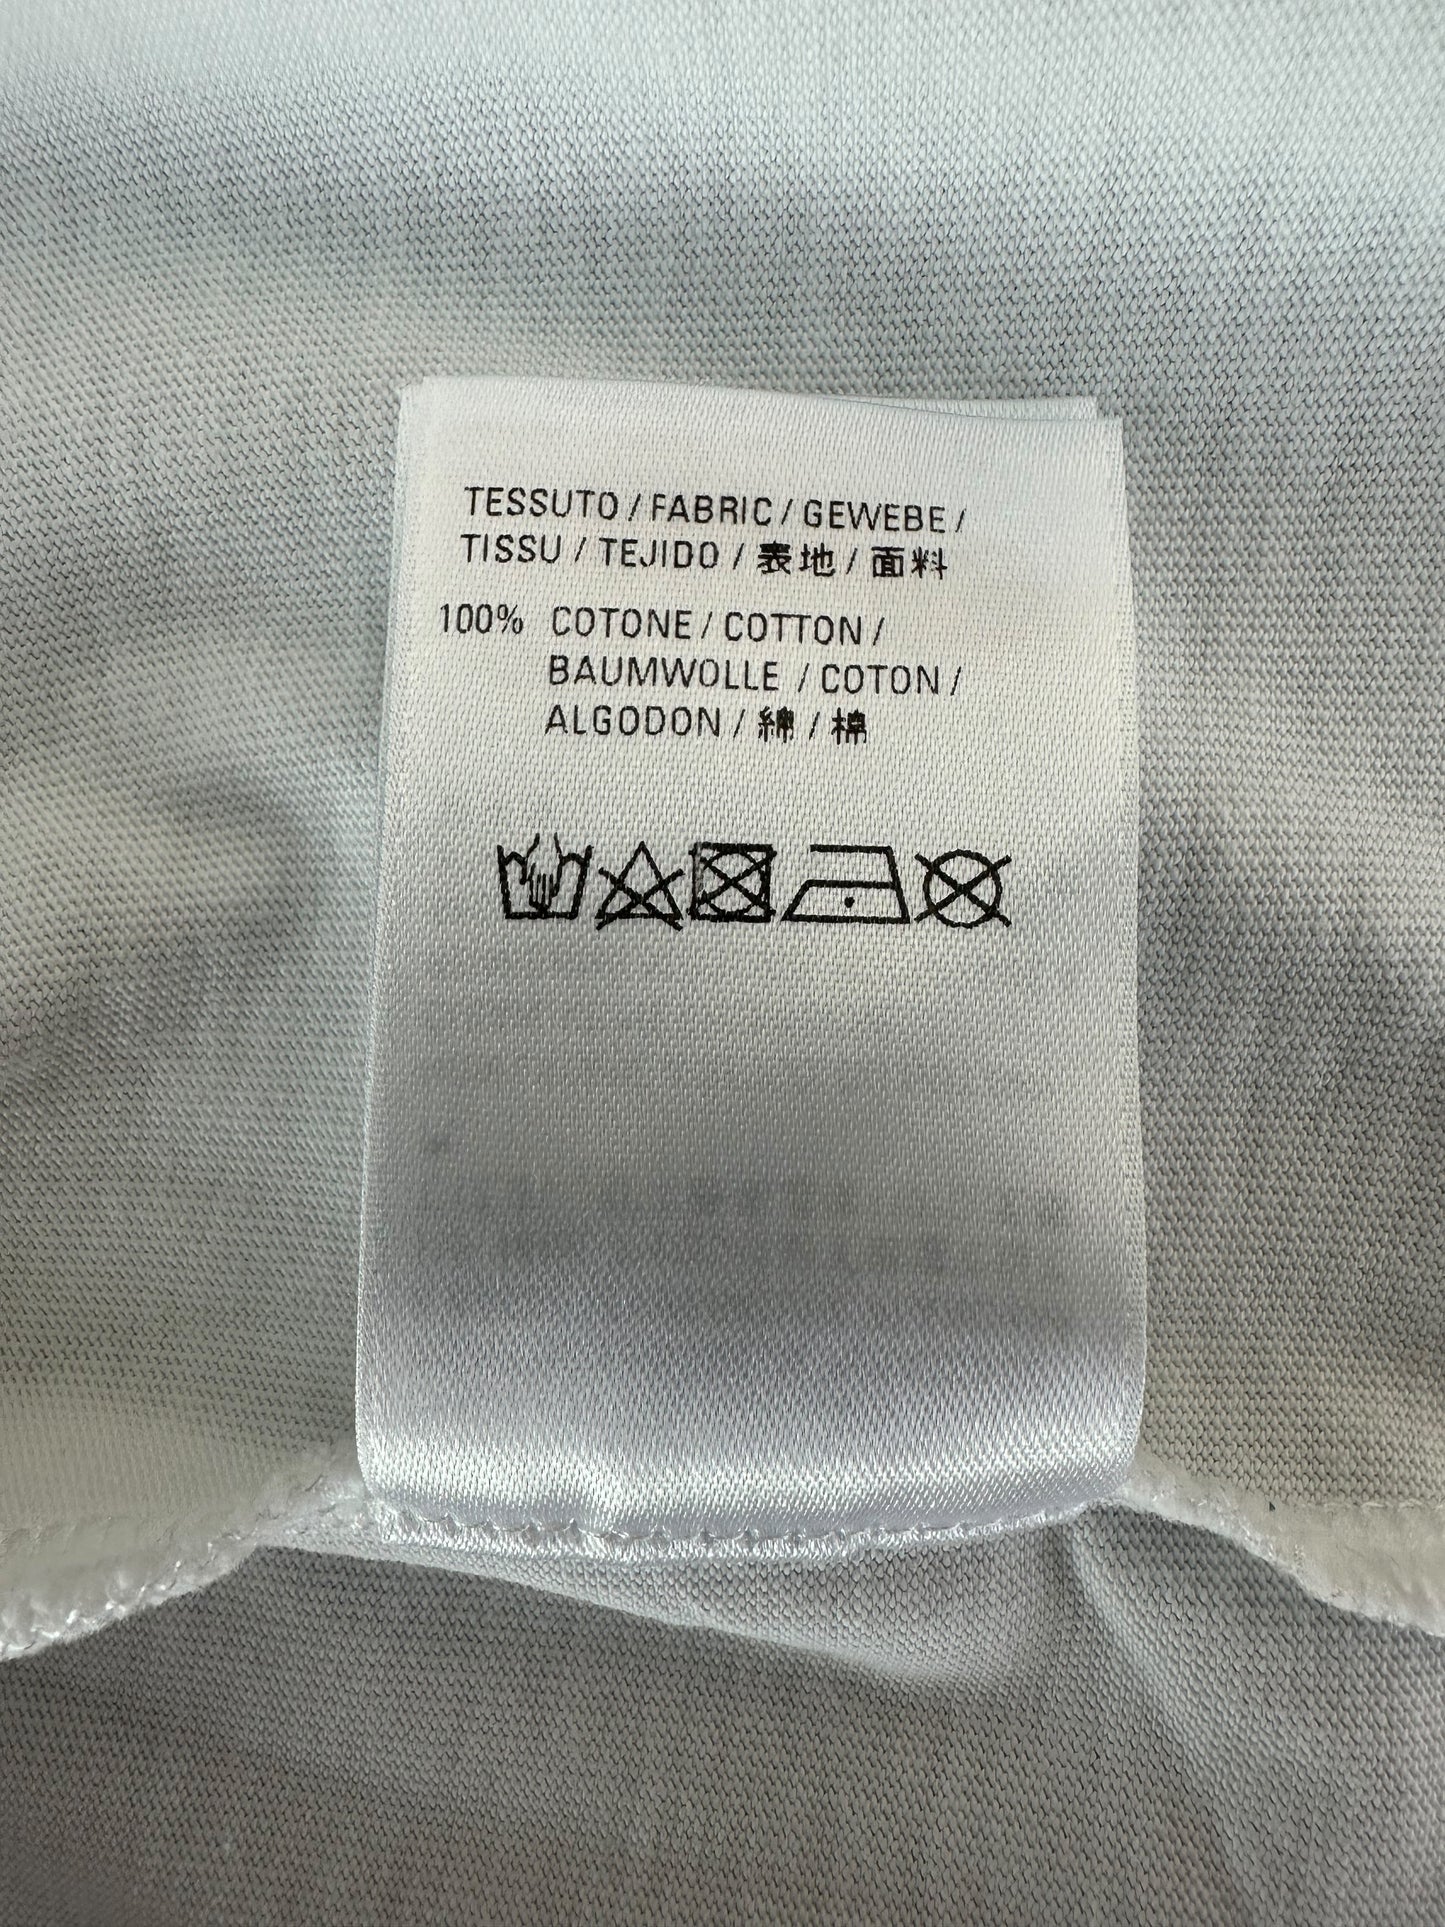 TESSUTO / FABRIC / GEWEBE /
TISSU / TEJIDO / 表地 / 面料
100% COTONE / COTTON /
BAUMWOLLE / COTON /
ALGODON / 綿 / 棉